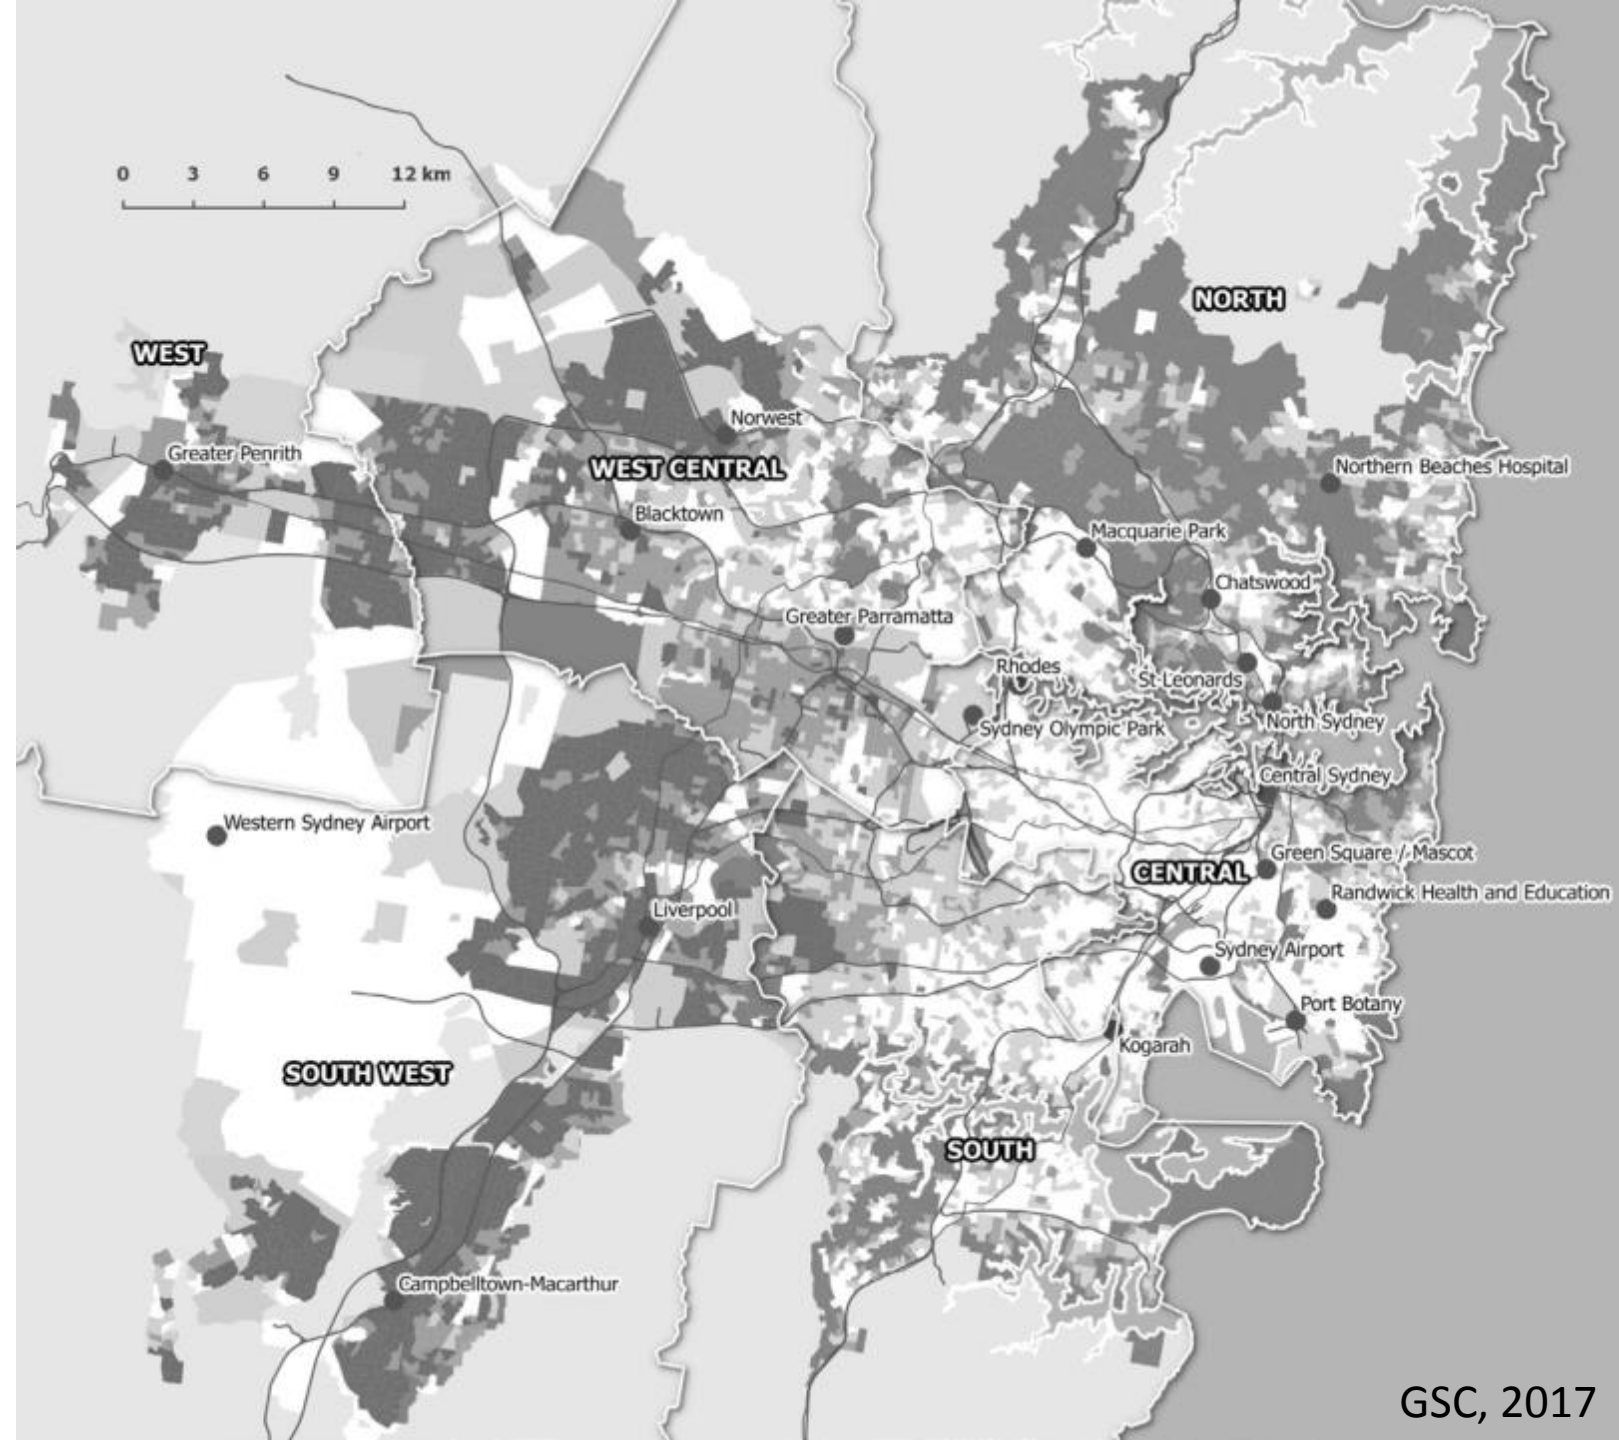 0 3 6 9 12 km
NORTH
WEST
Norwest
Greater Penrith
WEST CENTRAL
Northern Beaches Hospital
Blacktown
Macquarie Park
Chatswood
Greater Parramatta
Rhodes
St Leonards
North Sydney
Sydney Olympic Park
Central Sydney
Western Sydney Airport
Green Square / Mascot
CENTRAL
Randwick Health and Education
Liverpool
Sydney Airport
Port Botany
Kogarah
SOUTH WEST
SOUTH
Campbelltown-Macarthur
GSC, 2017